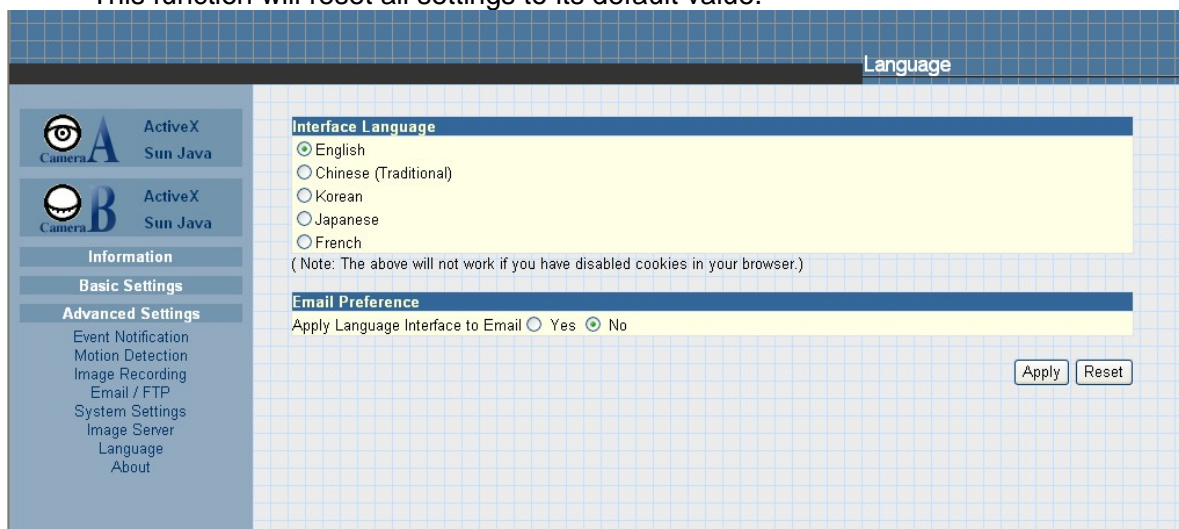 This function will reset all settings to its default value.
Language
Camera A
ActiveX
Sun Java
Camera B
ActiveX
Sun Java
Information
Basic Settings
Advanced Settings
Event Notification
Motion Detection
Image Recording
Email / FTP
System Settings
Image Server
Language
About
Interface Language
English
Chinese (Traditional)
Korean
Japanese
French
( Note: The above will not work if you have disabled cookies in your browser.)
Email Preference
Apply Language Interface to Email Yes No
Apply Reset